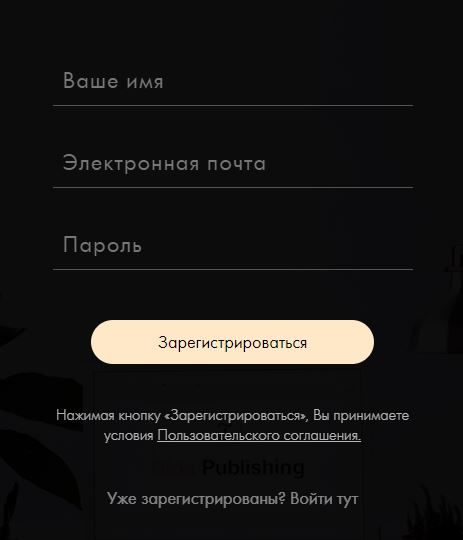 Ваше имя
Электронная почта
Пароль
Зарегистрироваться
Нажимая кнопку «Зарегистрироваться», Вы принимаете
условия Пользовательского соглашения.
Publishing
Уже зарегистрированы? Войти тут